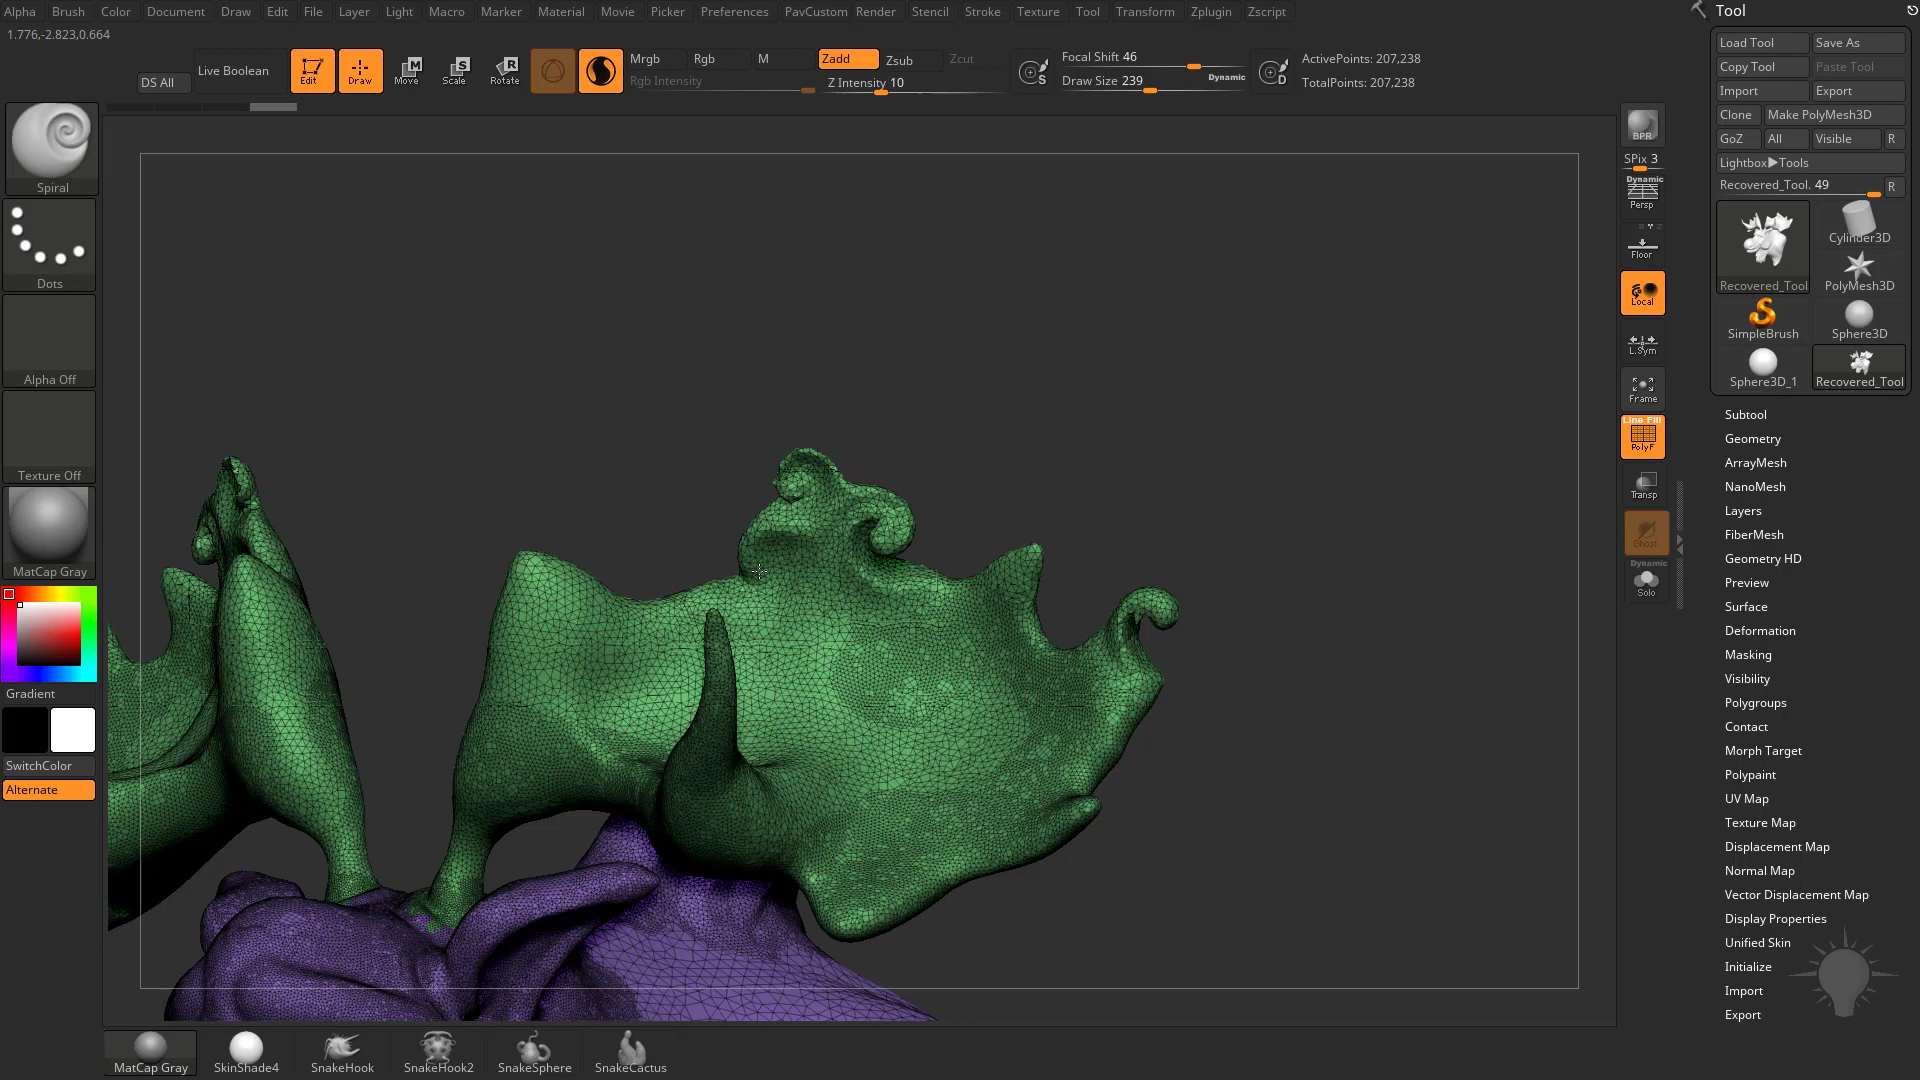 Alpha Brush Color Document Draw Edit File Layer Light Macro Marker Material Movie Picker Preferences PavCustom Render Stencil Stroke Texture Tool Transform Zplugin Zscript
Tool
1.776,-2.823,0.664
DS All
Live Boolean
Edit
Draw
Move
Scale
Rotate
Mrgb Rgb M
Rgb Intensity
Zadd Zsub Zcut
Z Intensity 10
S
Focal Shift 46
Draw Size 239
Dynamic
D
ActivePoints: 207,238
TotalPoints: 207,238
Spiral
Dots
Alpha Off
Texture Off
MatCap Gray
Gradient
SwitchColor
Alternate
BPR
SPix 3
Dynamic
Persp
Floor
Local
L.Sym
Frame
Line Fill
PolyF
Transp
Ghost
Dynamic
Solo
Load Tool Save As
Copy Tool Paste Tool
Import Export
Clone Make PolyMesh3D
GoZ All Visible R
Lightbox▶Tools
Recovered_Tool. 49 R
Recovered_Tool
Cylinder3D
PolyMesh3D
SimpleBrush
Sphere3D
Sphere3D_1
Recovered_Tool
Subtool
Geometry
ArrayMesh
NanoMesh
Layers
FiberMesh
Geometry HD
Preview
Surface
Deformation
Masking
Visibility
Polygroups
Contact
Morph Target
Polypaint
UV Map
Texture Map
Displacement Map
Normal Map
Vector Displacement Map
Display Properties
Unified Skin
Initialize
Import
Export
MatCap Gray SkinShade4 SnakeHook SnakeHook2 SnakeSphere SnakeCactus